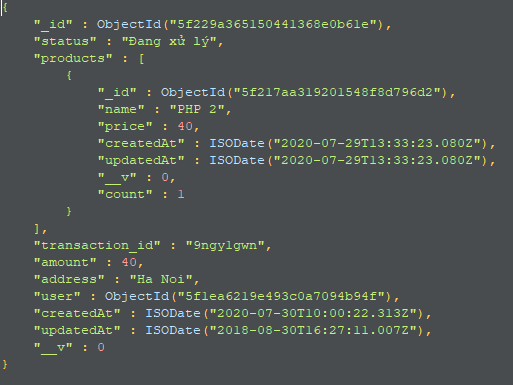 {
"_id" : ObjectId("5f229a365150441368e0b61e"),
"status" : "Đang xử lý",
"products" : [
{
"_id" : ObjectId("5f217aa319201548f8d796d2"),
"name" : "PHP 2",
"price" : 40,
"createdAt" : ISODate("2020-07-29T13:33:23.080Z"),
"updatedAt" : ISODate("2020-07-29T13:33:23.080Z"),
"__v" : 0,
"count" : 1
}
],
"transaction_id" : "9ngy1gwn",
"amount" : 40,
"address" : "Ha Noi",
"user" : ObjectId("5f1ea6219e493c0a7094b94f"),
"createdAt" : ISODate("2020-07-30T10:00:22.313Z"),
"updatedAt" : ISODate("2018-08-30T16:27:11.007Z"),
"__v" : 0
}